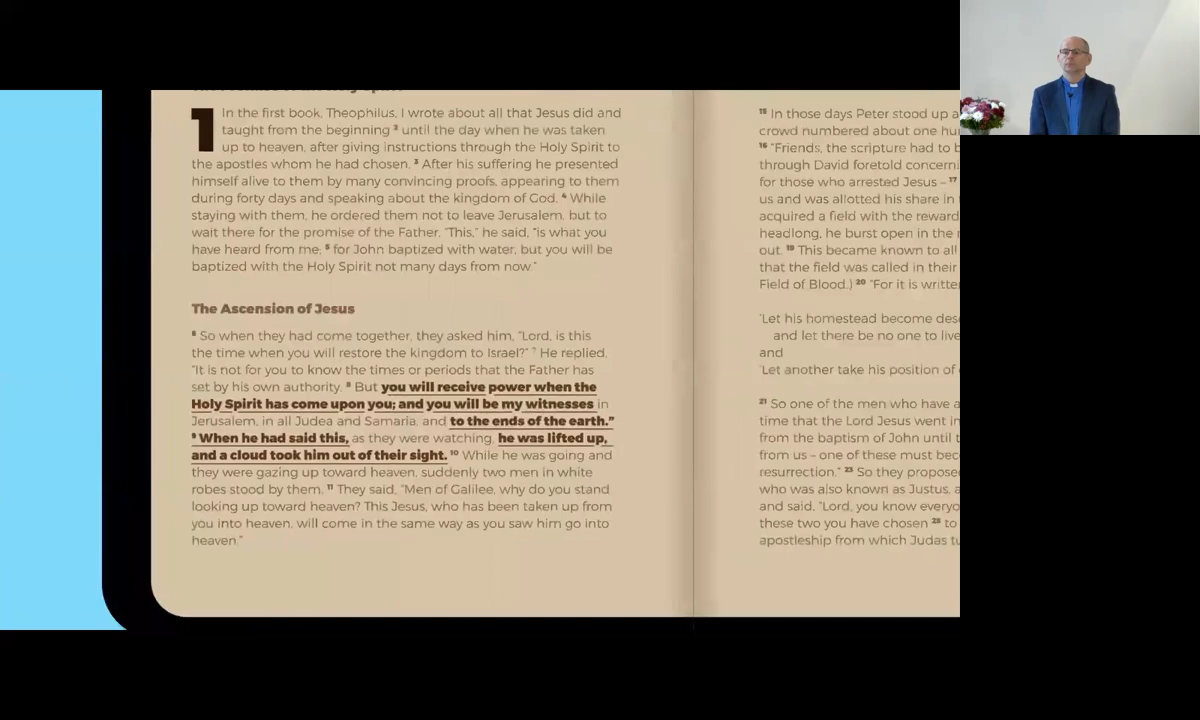 1 In the first book, Theophilus, I wrote about all that Jesus did and
taught from the beginning 2 until the day when he was taken
up to heaven, after giving instructions through the Holy Spirit to
the apostles whom he had chosen. 3 After his suffering he presented
himself alive to them by many convincing proofs, appearing to them
during forty days and speaking about the kingdom of God. 4 While
staying with them, he ordered them not to leave Jerusalem, but to
wait there for the promise of the Father. "This," he said, "is what you
have heard from me; 5 for John baptized with water, but you will be
baptized with the Holy Spirit not many days from now."
The Ascension of Jesus
6 So when they had come together, they asked him, "Lord, is this
the time when you will restore the kingdom to Israel?" 7 He replied,
"It is not for you to know the times or periods that the Father has
set by his own authority. 8 But you will receive power when the
Holy Spirit has come upon you; and you will be my witnesses in
Jerusalem, in all Judea and Samaria, and to the ends of the earth."
9 When he had said this, as they were watching, he was lifted up,
and a cloud took him out of their sight. 10 While he was going and
they were gazing up toward heaven, suddenly two men in white
robes stood by them. 11 They said, "Men of Galilee, why do you stand
looking up toward heaven? This Jesus, who has been taken up from
you into heaven, will come in the same way as you saw him go into
heaven."
15 In those days Peter stood up
crowd numbered about one
16 "Friends, the scripture had to
through David foretold
for those who arrested Jesus – 17
us and was allotted his share in
acquired a field with the reward
headlong, he burst open in the
out. 19 This became known to all
that the field was called in their
Field of Blood.) 20 "For it is written
'Let his homestead become
and let there be no one to live
and
'Let another take his position of
21 So one of the men who have
time that the Lord Jesus went in
from the baptism of John until
from us – one of these must
resurrection." 23 So they proposed
who was also known as Justus,
and said, "Lord, you know
these two you have chosen 25 to
apostleship from which Judas